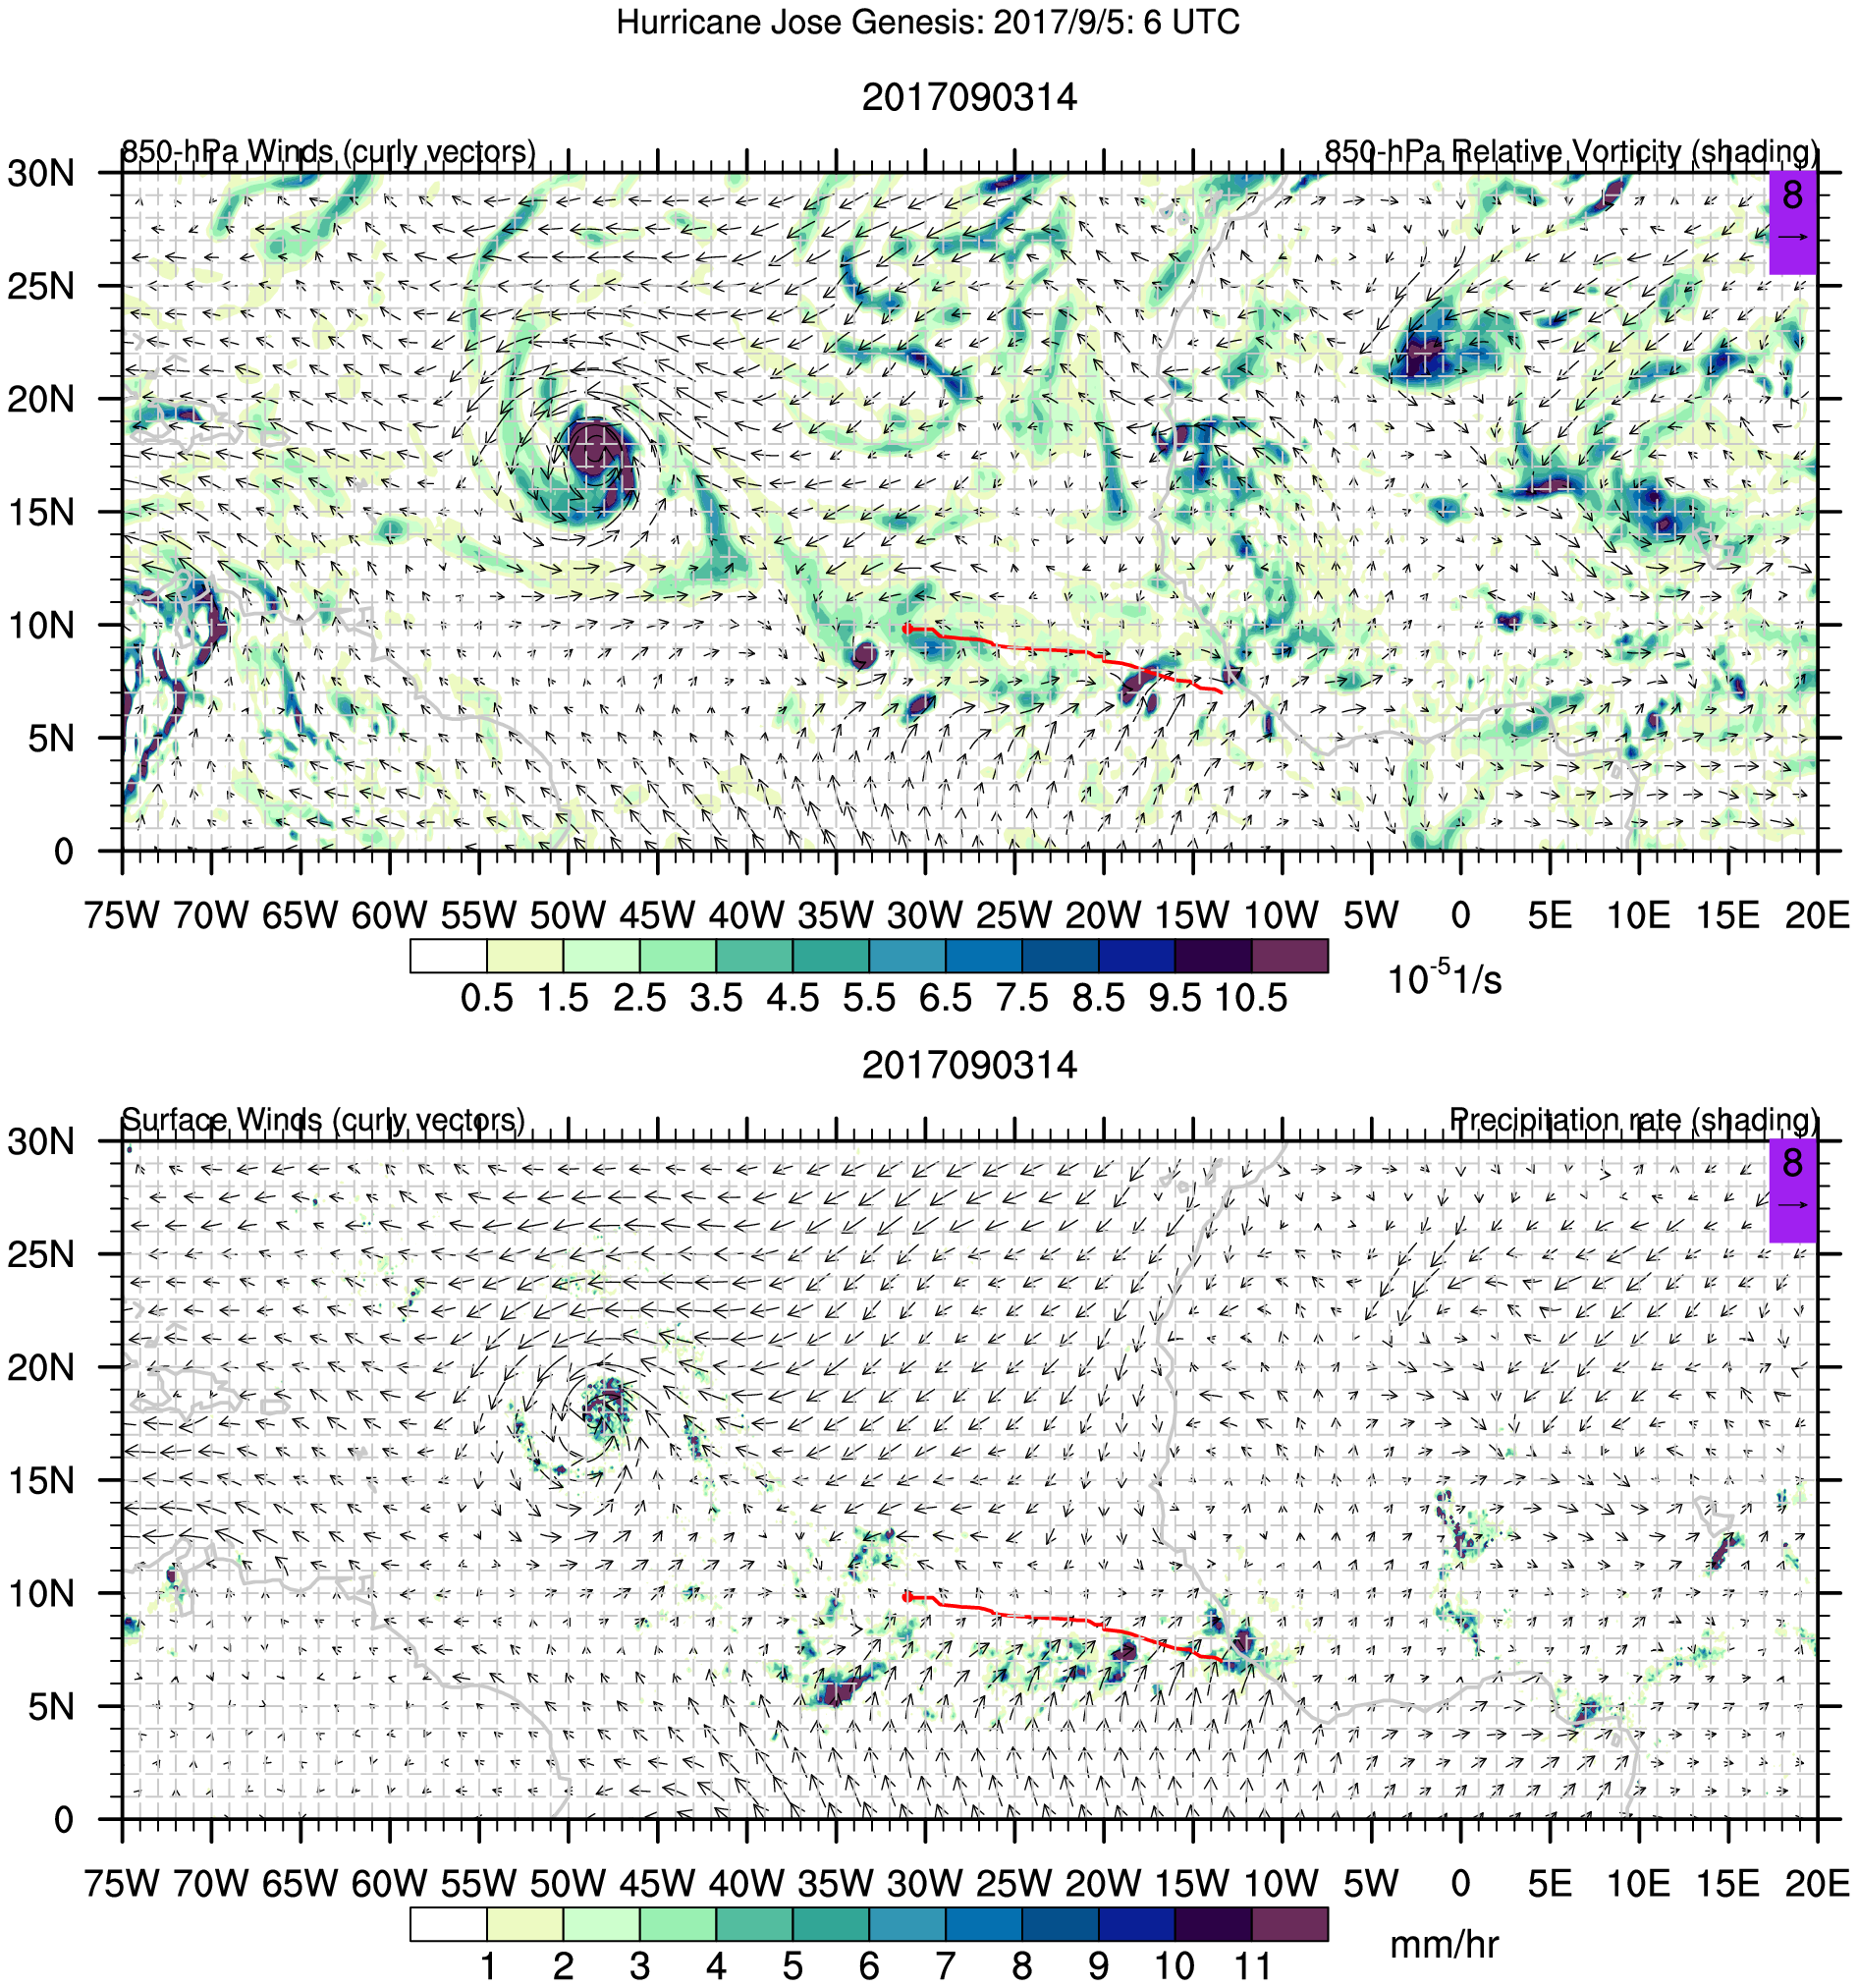 Hurricane Jose Genesis: 2017/9/5: 6 UTC
2017090314
850-hPa Winds (curly vectors)
850-hPa Relative Vorticity (shading)
30N
25N
20N
15N
10N
5N
0
8
75W 70W 65W 60W 55W 50W 45W 40W 35W 30W 25W 20W 15W 10W 5W 0 5E 10E 15E 20E
0.5 1.5 2.5 3.5 4.5 5.5 6.5 7.5 8.5 9.5 10.5
10⁻⁵1/s
2017090314
Surface Winds (curly vectors)
Precipitation rate (shading)
30N
25N
20N
15N
10N
5N
0
8
75W 70W 65W 60W 55W 50W 45W 40W 35W 30W 25W 20W 15W 10W 5W 0 5E 10E 15E 20E
1 2 3 4 5 6 7 8 9 10 11
mm/hr